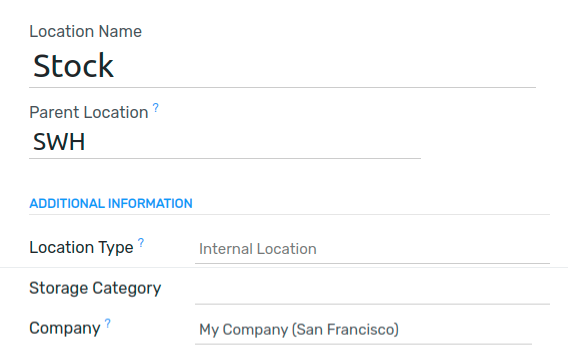 Location Name
Stock
Parent Location ?
SWH
ADDITIONAL INFORMATION
Location Type ? Internal Location
Storage Category
Company ? My Company (San Francisco)